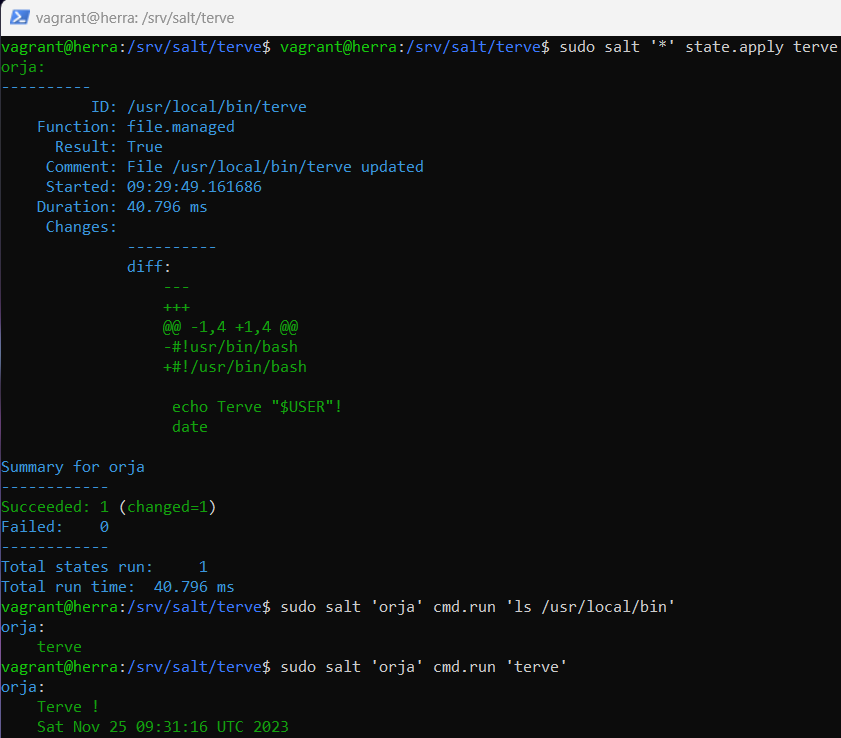 vagrant@herra: /srv/salt/terve
vagrant@herra:/srv/salt/terve$ vagrant@herra:/srv/salt/terve$ sudo salt '*' state.apply terve
orja:
----------
          ID: /usr/local/bin/terve
    Function: file.managed
      Result: True
     Comment: File /usr/local/bin/terve updated
     Started: 09:29:49.161686
    Duration: 40.796 ms
     Changes:
              ----------
              diff:
                  ---
                  +++
                  @@ -1,4 +1,4 @@
                  -#!usr/bin/bash
                  +#!/usr/bin/bash
                   echo Terve "$USER"!
                   date
Summary for orja
------------
Succeeded: 1 (changed=1)
Failed:    0
------------
Total states run:     1
Total run time:  40.796 ms
vagrant@herra:/srv/salt/terve$ sudo salt 'orja' cmd.run 'ls /usr/local/bin'
orja:
    terve
vagrant@herra:/srv/salt/terve$ sudo salt 'orja' cmd.run 'terve'
orja:
    Terve !
    Sat Nov 25 09:31:16 UTC 2023